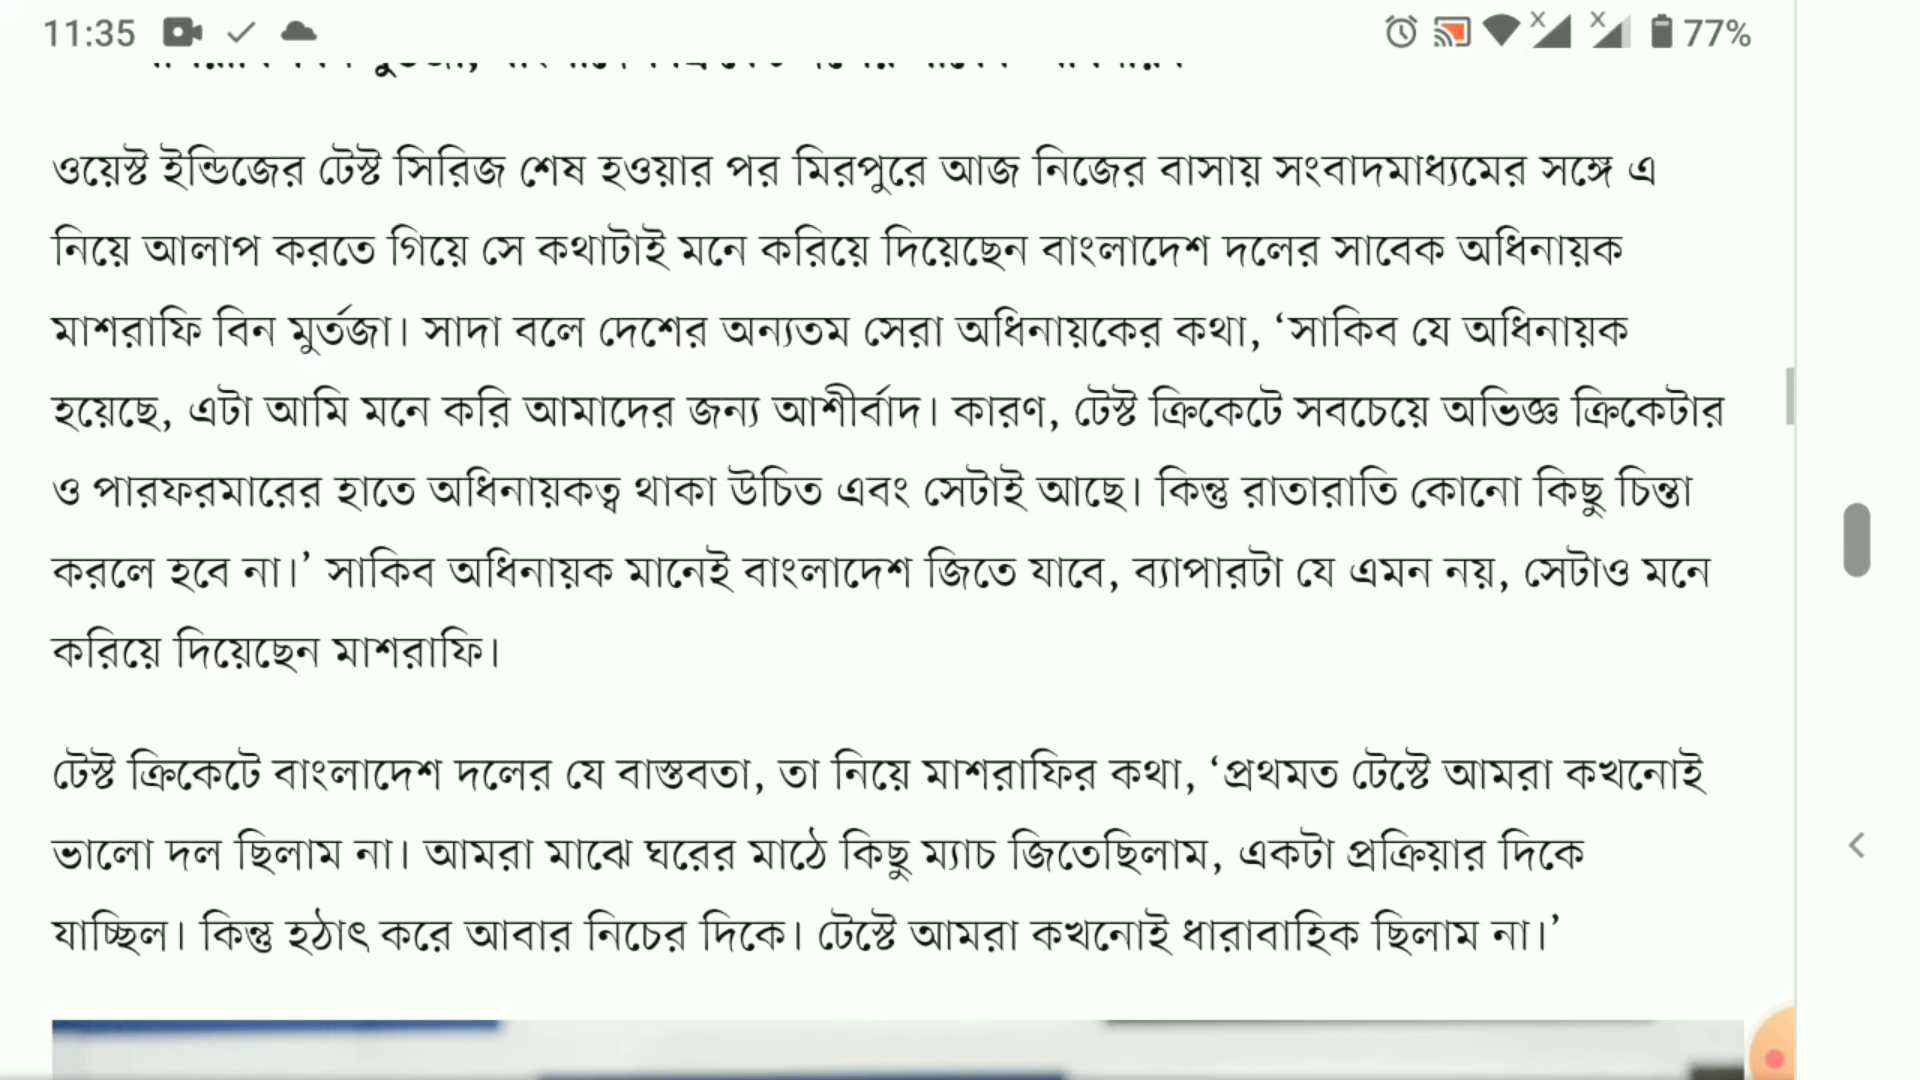 11:35
77%
ওয়েস্ট ইন্ডিজের টেস্ট সিরিজ শেষ হওয়ার পর মিরপুরে আজ নিজের বাসায় সংবাদমাধ্যমের সঙ্গে এ
নিয়ে আলাপ করতে গিয়ে সে কথাটাই মনে করিয়ে দিয়েছেন বাংলাদেশ দলের সাবেক অধিনায়ক
মাশরাফি বিন মুর্তজা। সাদা বলে দেশের অন্যতম সেরা অধিনায়কের কথা, ‘সাকিব যে অধিনায়ক
হয়েছে, এটা আমি মনে করি আমাদের জন্য আশীর্বাদ। কারণ, টেস্ট ক্রিকেটে সবচেয়ে অভিজ্ঞ ক্রিকেটার
ও পারফরমারের হাতে অধিনায়কত্ব থাকা উচিত এবং সেটাই আছে। কিন্তু রাতারাতি কোনো কিছু চিন্তা
করলে হবে না।’ সাকিব অধিনায়ক মানেই বাংলাদেশ জিতে যাবে, ব্যাপারটা যে এমন নয়, সেটাও মনে
করিয়ে দিয়েছেন মাশরাফি।
টেস্ট ক্রিকেটে বাংলাদেশ দলের যে বাস্তবতা, তা নিয়ে মাশরাফির কথা, ‘প্রথমত টেস্টে আমরা কখনোই
ভালো দল ছিলাম না। আমরা মাঝে ঘরের মাঠে কিছু ম্যাচ জিতেছিলাম, একটা প্রক্রিয়ার দিকে
যাচ্ছিল। কিন্তু হঠাৎ করে আবার নিচের দিকে। টেস্টে আমরা কখনোই ধারাবাহিক ছিলাম না।’